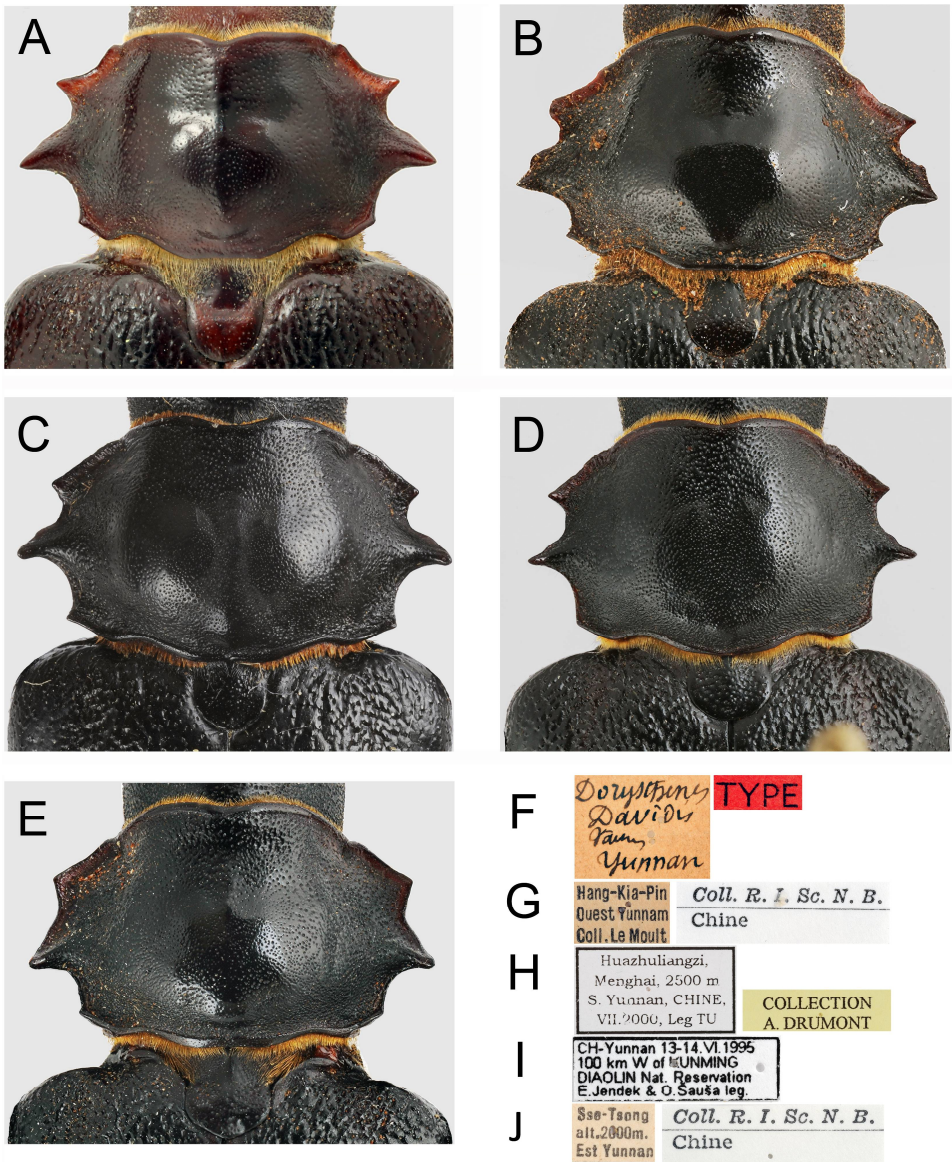 A
B
C
D
E
F
Dorysthenes
Davidis
Fairm
Yunnan
TYPE
G
Hang-Kia-Pin
Ouest Yunnam
Coll. Le Moult
Coll. R. I. Sc. N. B.
Chine
H
Huazhuliangzi,
Menghai, 2500 m
S. Yunnan, CHINE,
VII.2000, Leg TU
COLLECTION
A. DRUMONT
I
CH-Yunnan 13-14.VI.1995
100 km W of KUNMING
DIAOLIN Nat. Reservation
E.Jendek & O.Šauša leg.
J
Sse-Tsong
alt.2000m.
Est Yunnan
Coll. R. I. Sc. N. B.
Chine